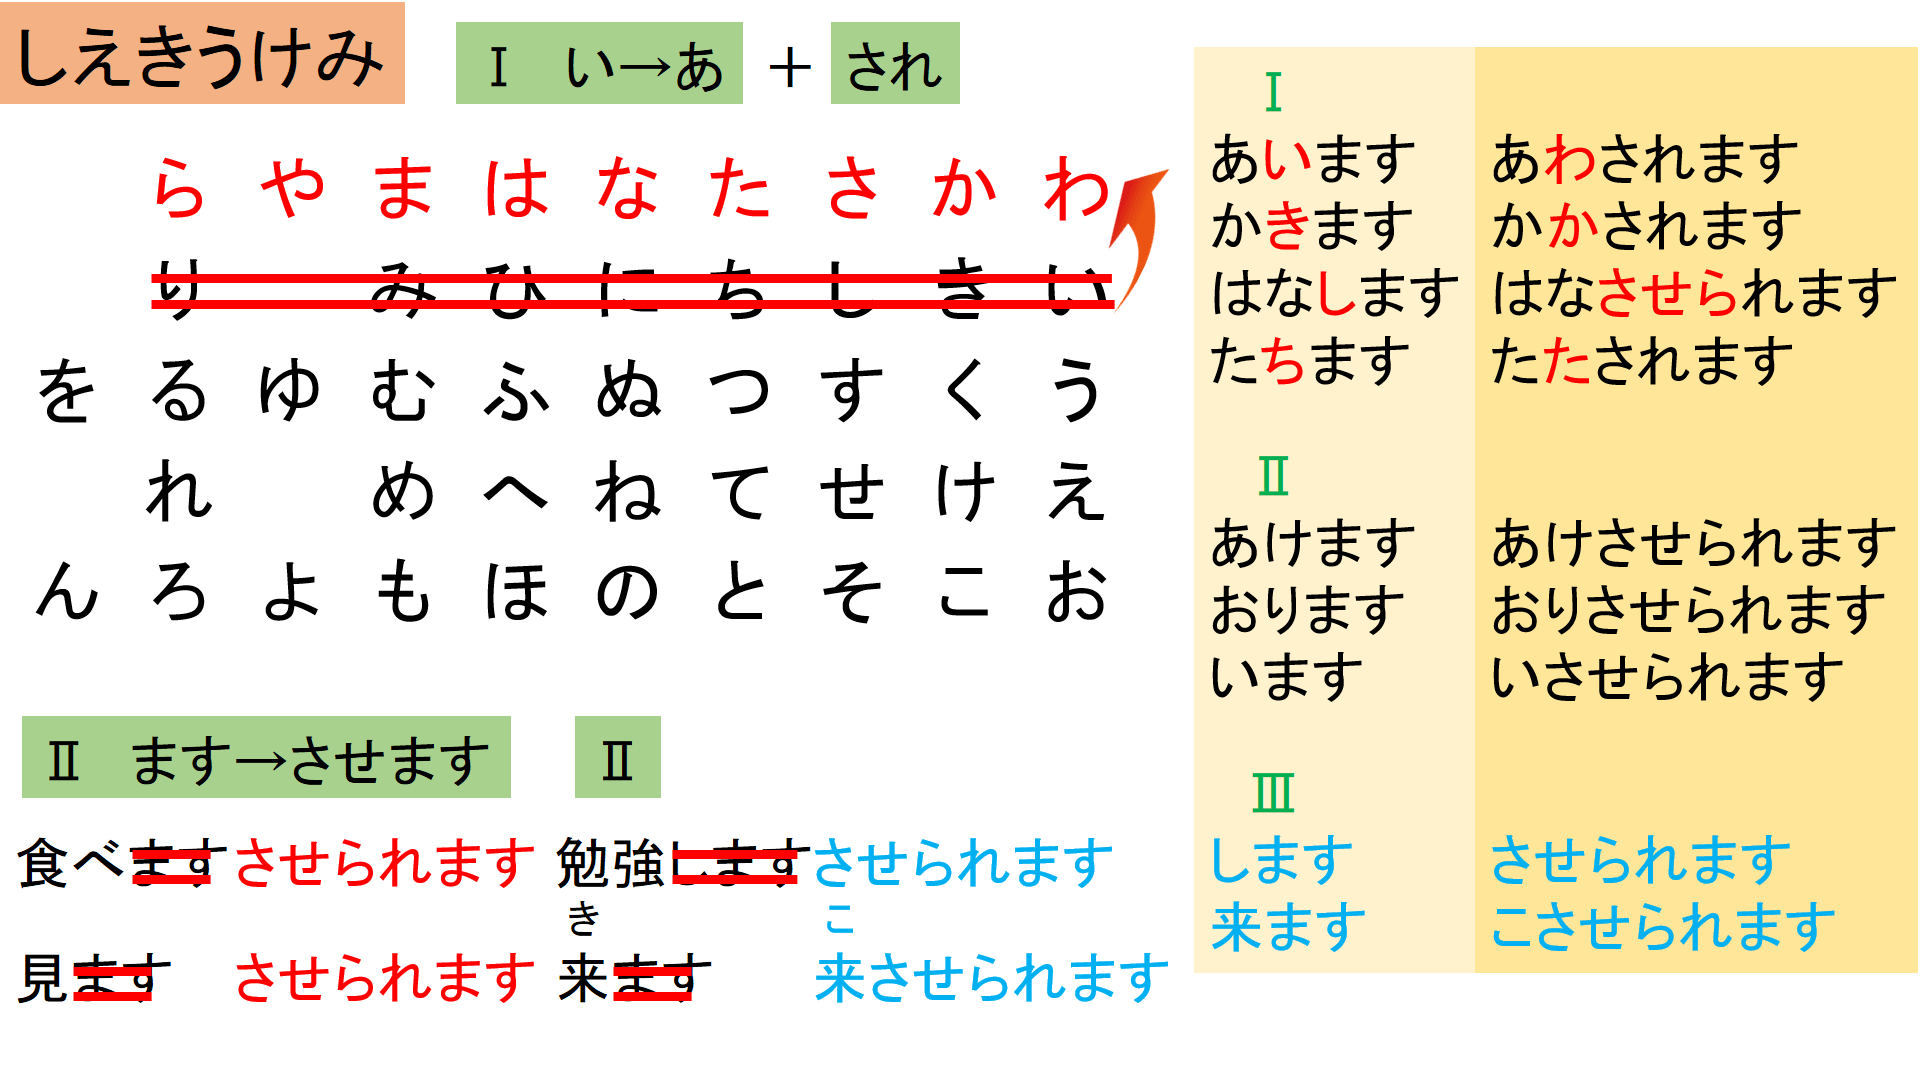 しえきうけみ
Ⅰ い→あ ＋ され
ら や ま は な た さ か わ
り み ひ に ち し き い
を る ゆ む ふ ぬ つ す く う
れ め へ ね て せ け え
ん ろ よ も ほ の と そ こ お
Ⅱ ます→させます
食べます させられます
見ます させられます
Ⅱ
勉強します させられます
き こ
来ます 来させられます
Ⅰ
あいます あわされます
かきます かかされます
はなします はなさせられます
たちます たたされます
Ⅱ
あけます あけさせられます
おります おりさせられます
います いさせられます
Ⅲ
します させられます
来ます こさせられます